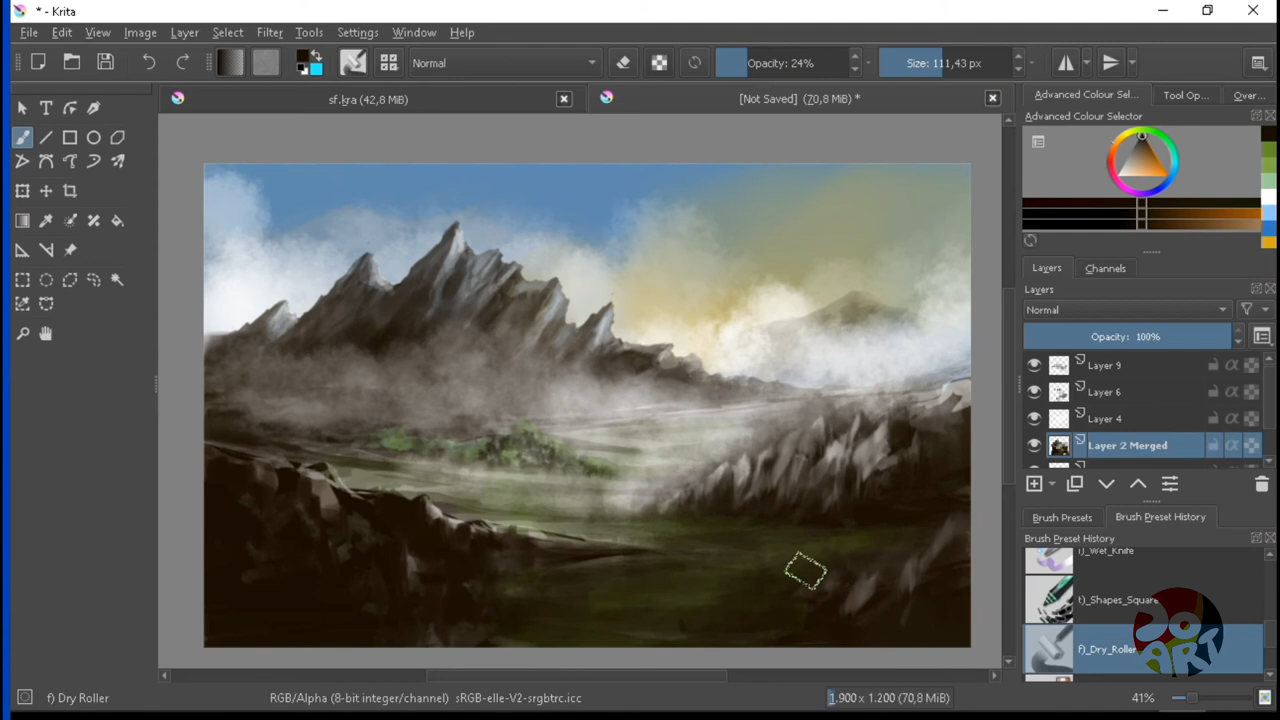 * - Krita
File Edit View Image Layer Select Filter Tools Settings Window Help
Normal
Opacity: 24%
Size: 111,43 px
sf.kra (42,8 MiB)
[Not Saved] (70,8 MiB) *
Advanced Colour Sel... Tool Op... Over...
Advanced Colour Selector
Layers Channels
Layers
Normal
Opacity: 100%
Layer 9
Layer 6
Layer 4
Layer 2 Merged
Brush Presets Brush Preset History
Brush Preset History
i)_Wet_Knife
t)_Shapes_Square
f)_Dry_Roller
ART
f) Dry Roller
RGB/Alpha (8-bit integer/channel) sRGB-elle-V2-srgbtrc.icc
1.900 x 1.200 (70,8 MiB)
41%